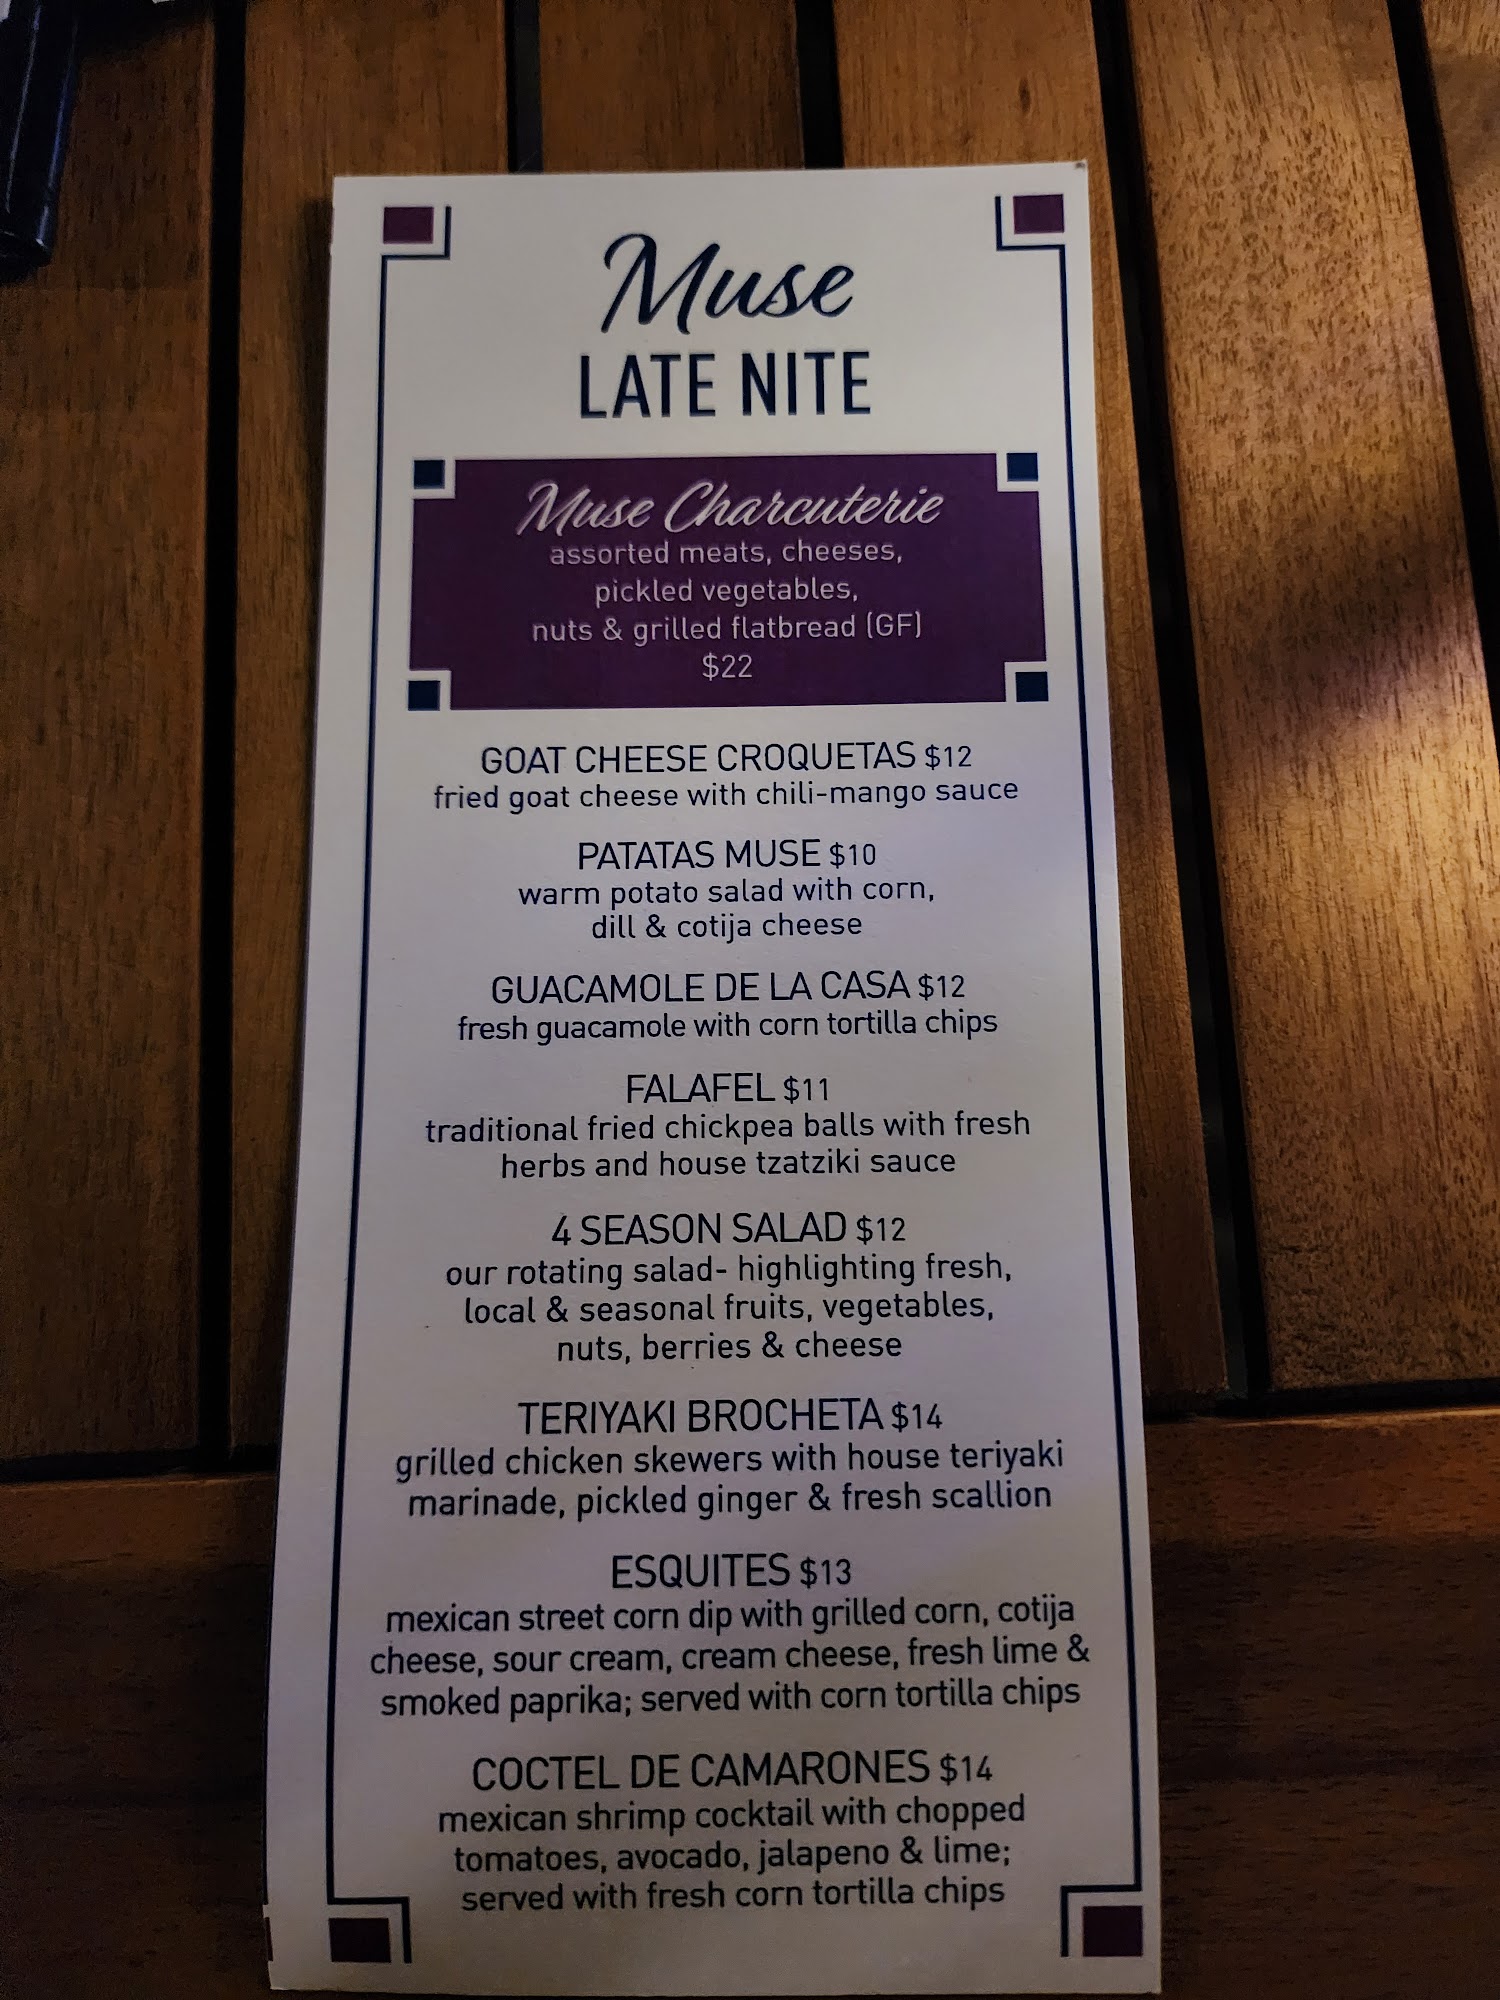 Muse
LATE NITE
Muse Charcuterie
assorted meats, cheeses,
pickled vegetables,
nuts & grilled flatbread (GF)
$22
GOAT CHEESE CROQUETAS $12
fried goat cheese with chili-mango sauce
PATATAS MUSE $10
warm potato salad with corn,
dill & cotija cheese
GUACAMOLE DE LA CASA $12
fresh guacamole with corn tortilla chips
FALAFEL $11
traditional fried chickpea balls with fresh
herbs and house tzatziki sauce
4 SEASON SALAD $12
our rotating salad- highlighting fresh,
local & seasonal fruits, vegetables,
nuts, berries & cheese
TERIYAKI BROCHETA $14
grilled chicken skewers with house teriyaki
marinade, pickled ginger & fresh scallion
ESQUITES $13
mexican street corn dip with grilled corn, cotija
cheese, sour cream, cream cheese, fresh lime &
smoked paprika; served with corn tortilla chips
COCTEL DE CAMARONES $14
mexican shrimp cocktail with chopped
tomatoes, avocado, jalapeno & lime;
served with fresh corn tortilla chips